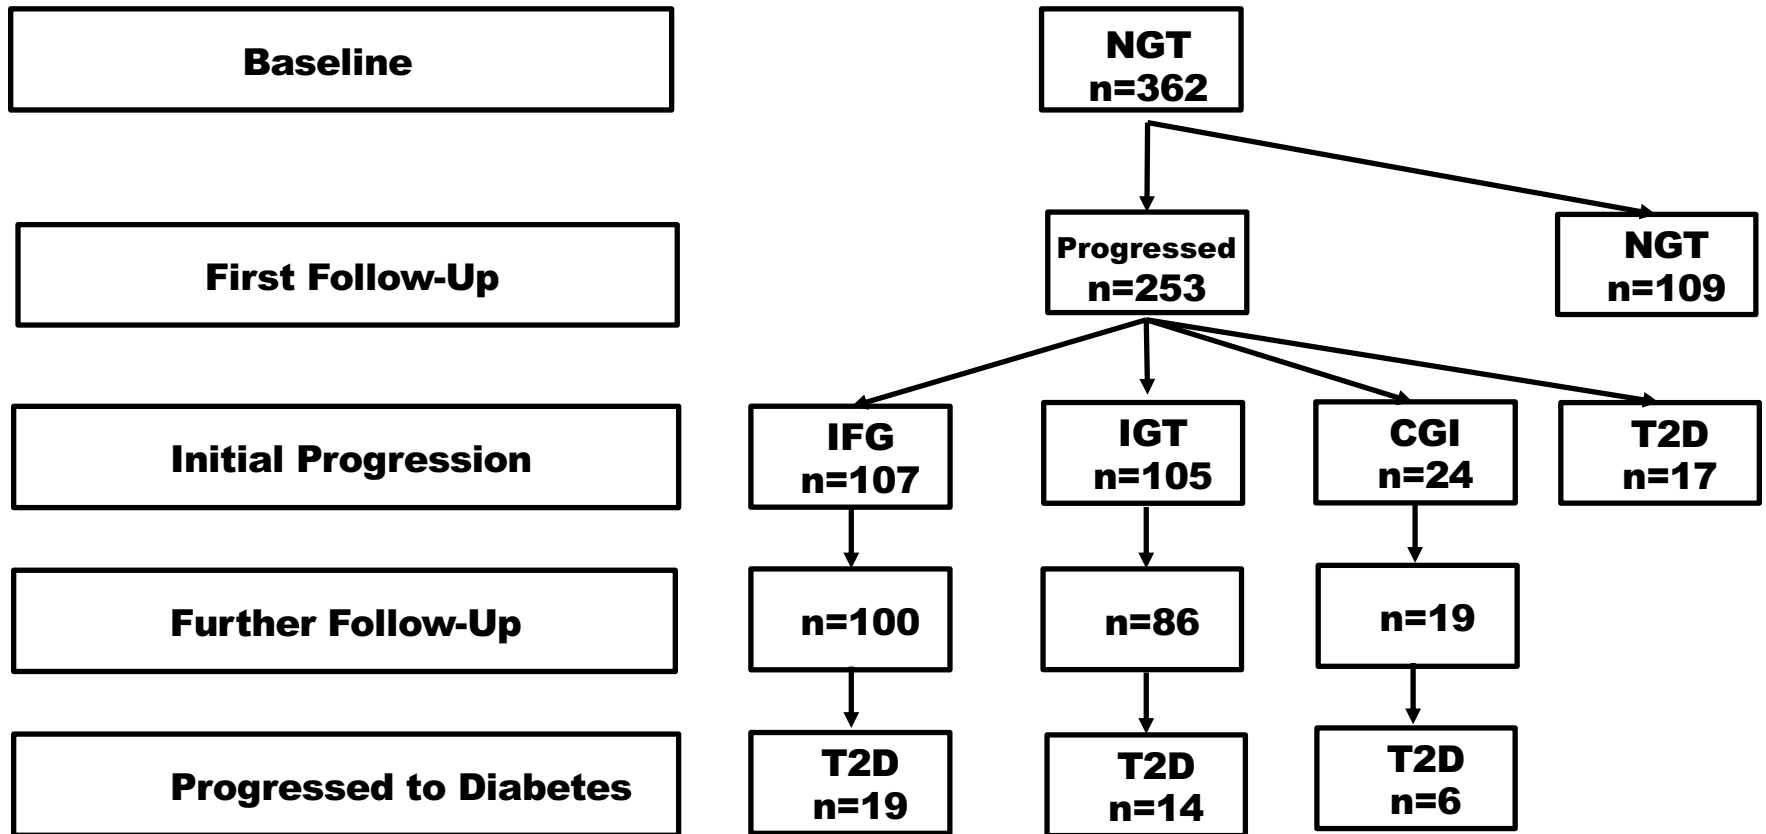 Baseline
NGT
n=362
First Follow-Up
Progressed
n=253
NGT
n=109
Initial Progression
IFG
n=107
IGT
n=105
CGI
n=24
T2D
n=17
Further Follow-Up
n=100
n=86
n=19
Progressed to Diabetes
T2D
n=19
T2D
n=14
T2D
n=6